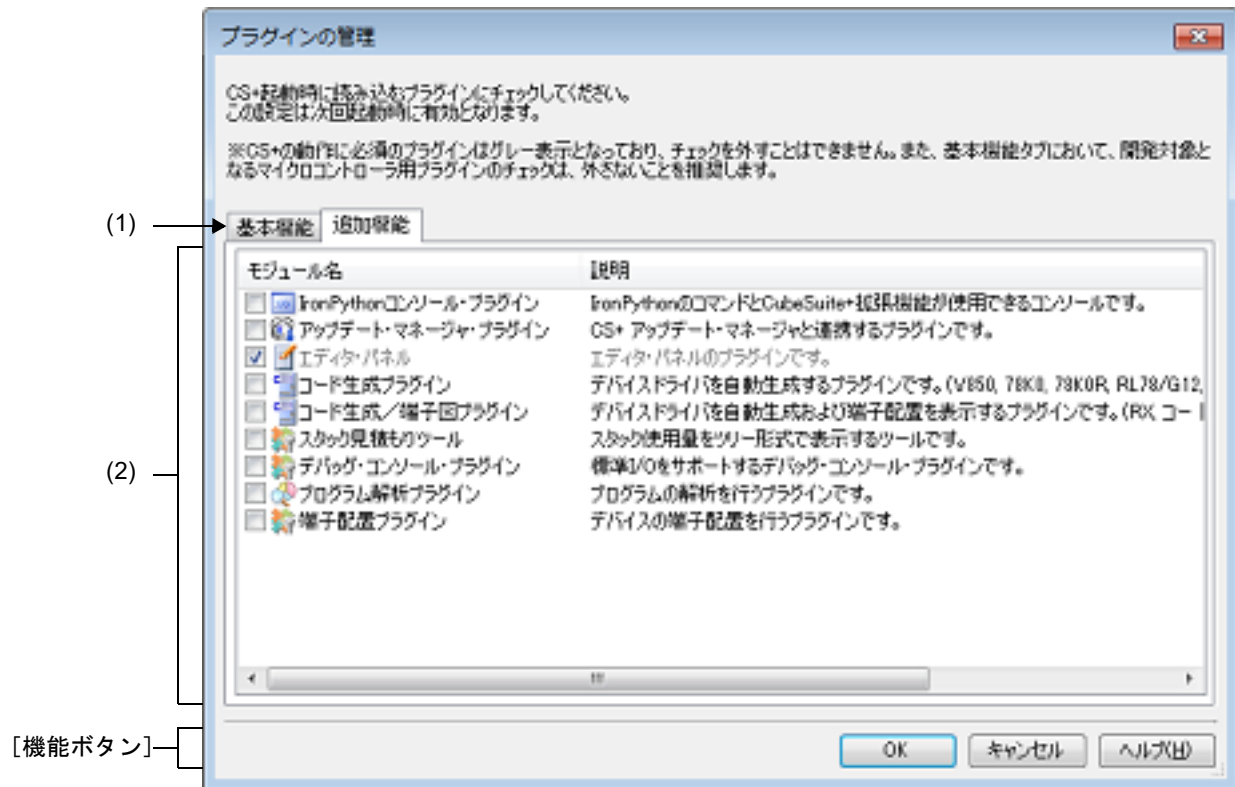 プラグインの管理
CS+起動時に読み込むプラグインにチェックしてください。
この設定は次回起動時に有効となります。
※CS+の動作に必須のプラグインはグレー表示となっており、チェックを外すことはできません。また、基本機能タブにおいて、開発対象と
なるマイクロコントローラ用プラグインのチェックは、外さないことを推奨します。
(1)
基本機能 追加機能
モジュール名 説明
IronPythonコンソール・プラグイン IronPythonのコマンドとCubeSuite+拡張機能が使用できるコンソールです。
アップデート・マネージャ・プラグイン CS+ アップデート・マネージャと連携するプラグインです。
エディタ・パネル エディタ・パネルのプラグインです。
コード生成プラグイン デバイスドライバを自動生成するプラグインです。(V850, 78K0, 78K0R, RL78/G12,
コード生成／端子図プラグイン デバイスドライバを自動生成および端子配置を表示するプラグインです。(RX, コード
スタック見積もりツール スタック使用量をツリー形式で表示するツールです。
(2)
デバッグ・コンソール・プラグイン 標準I/Oをサポートするデバッグ・コンソール・プラグインです。
プログラム解析プラグイン プログラムの解析を行うプラグインです。
端子配置プラグイン デバイスの端子配置を行うプラグインです。
[機能ボタン]
OK キャンセル ヘルプ(H)